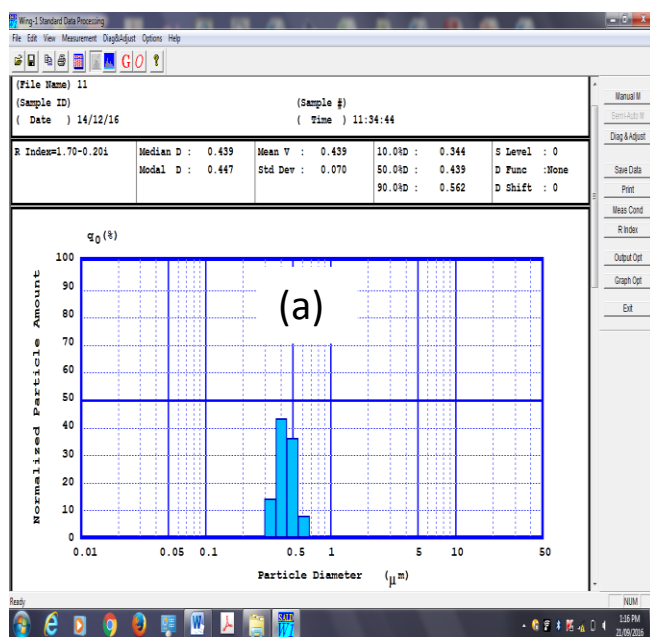 Wing-1 Standard Data Processing
File Edit View Measurement Diag&Adjust Options Help
G O ?
(File Name) 11
(Sample ID) (Sample #)
( Date ) 14/12/16 ( Time ) 11:34:44
R Index=1.70-0.20i Median D : 0.439 Mean V : 0.439 10.0%D : 0.344 S Level : 0
Modal D : 0.447 Std Dev : 0.070 50.0%D : 0.439 D Func :None
90.0%D : 0.562 D Shift : 0
Manual M
Semi-Auto M
Diag & Adjust
Save Data
Print
Meas Cond
R Index
Output Opt
Graph Opt
Exit
q0(%)
(a)
Normalized Particle Amount
100
90
80
70
60
50
40
30
20
10
0
0.01 0.05 0.1 0.5 1 5 10 50
Particle Diameter (μm)
Ready NUM
W SALD
1:16 PM
21/09/2016